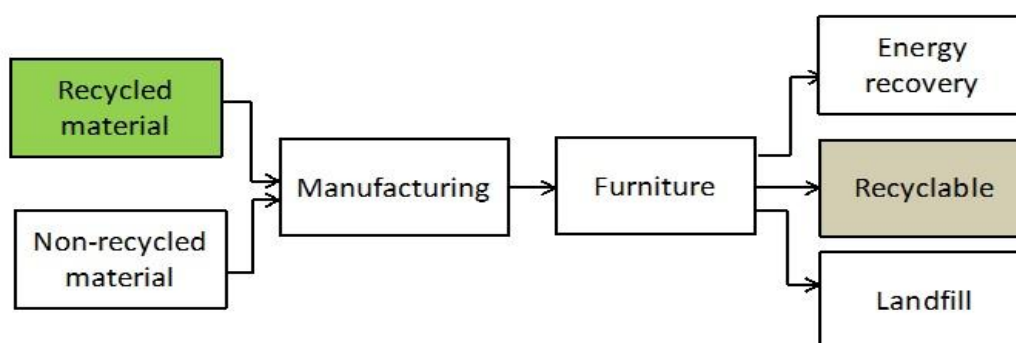 Recycled
material
Non-recycled
material
Manufacturing
Furniture
Energy
recovery
Recyclable
Landfill